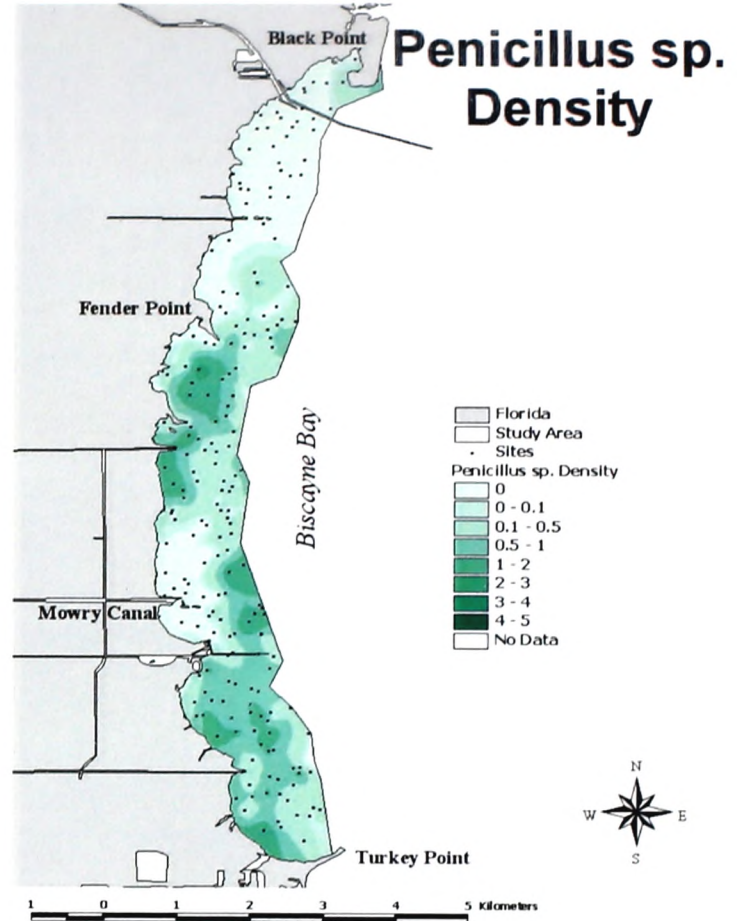 Penicillus sp.
Density
Black Point
Fender Point
Biscayne Bay
Mowry Canal
Turkey Point
Florida
Study Area
Sites
Penicillus sp. Density
0
0 - 0.1
0.1 - 0.5
0.5 - 1
1 - 2
2 - 3
3 - 4
4 - 5
No Data
N
W E
S
1 0 1 2 3 4 5 Kilometers